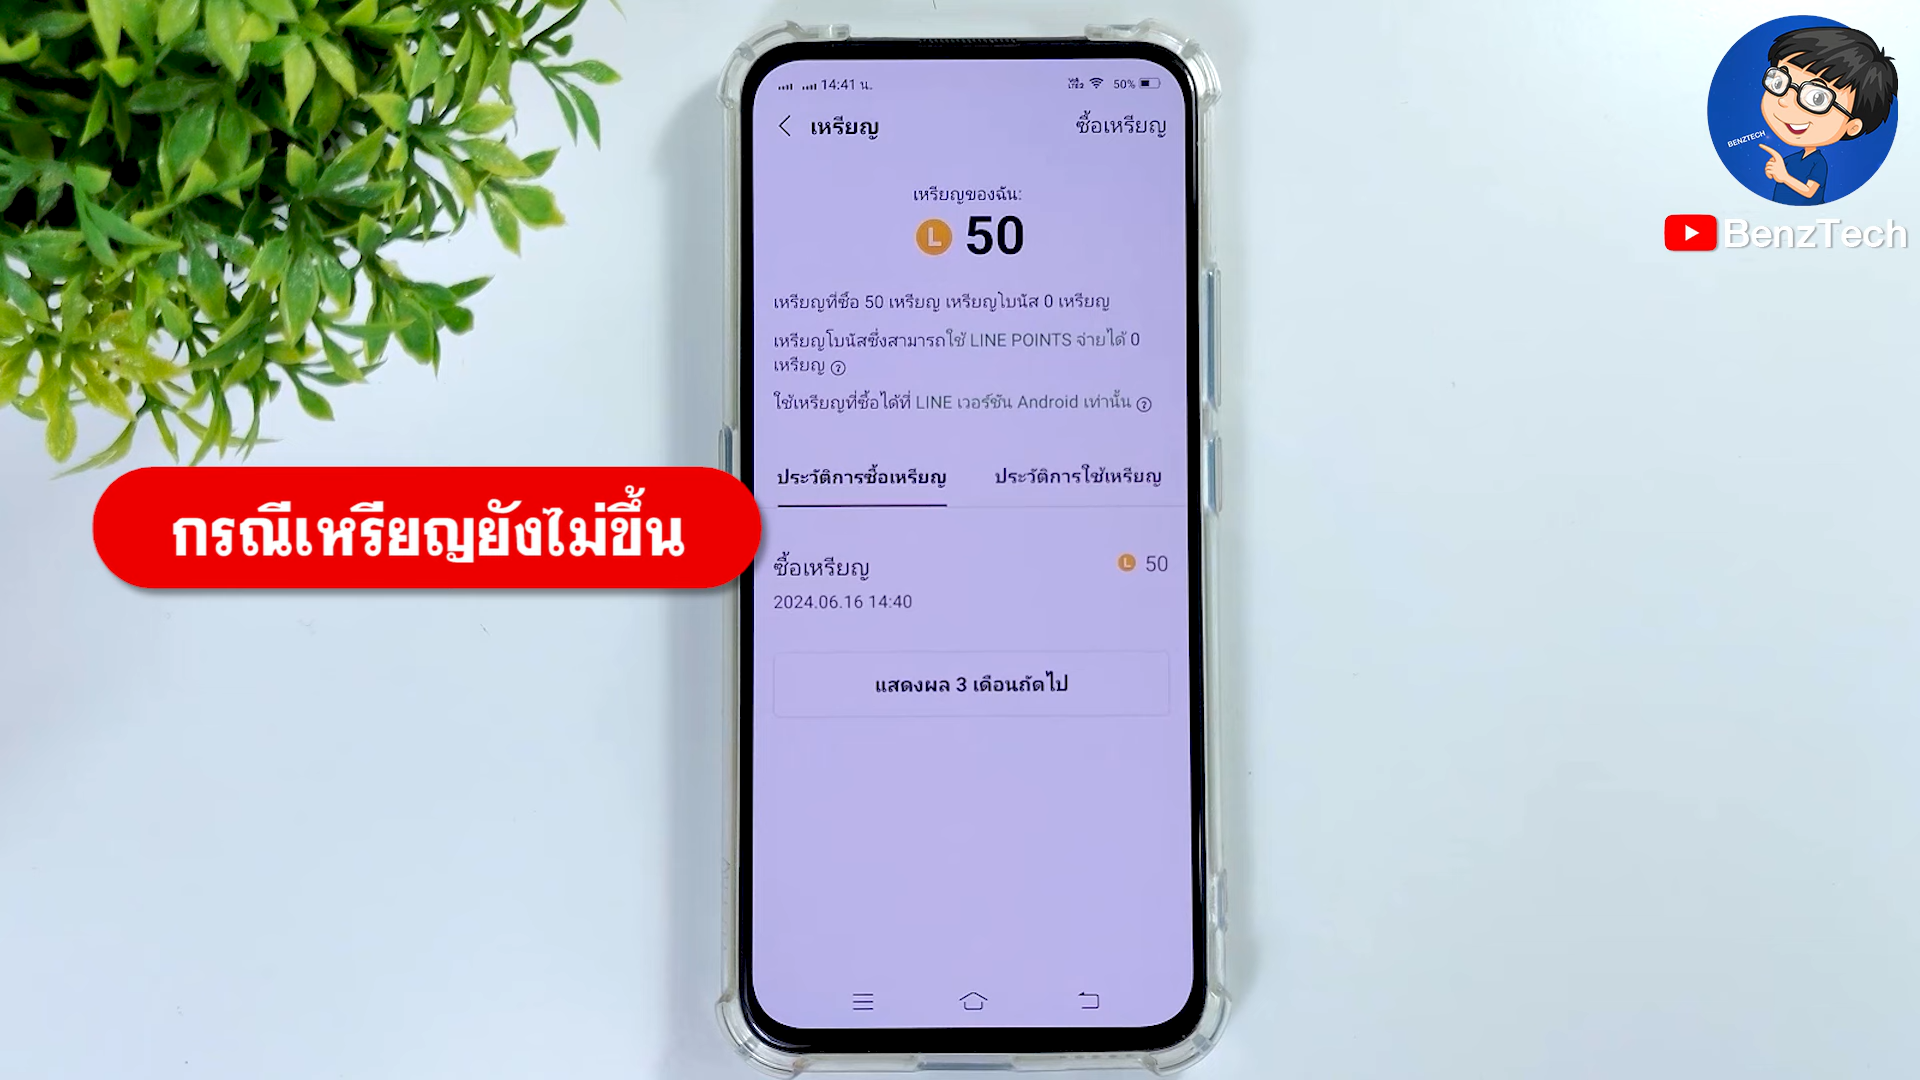 14:41 น.
50%
เหรียญ
ซื้อเหรียญ
เหรียญของฉัน:
L 50
เหรียญที่ซื้อ 50 เหรียญ เหรียญโบนัส 0 เหรียญ
เหรียญโบนัสซึ่งสามารถใช้ LINE POINTS จ่ายได้ 0
เหรียญ ?
ใช้เหรียญที่ซื้อได้ที่ LINE เวอร์ชัน Android เท่านั้น ?
ประวัติการซื้อเหรียญ
ประวัติการใช้เหรียญ
ซื้อเหรียญ
L 50
2024.06.16 14:40
แสดงผล 3 เดือนถัดไป
กรณีเหรียญยังไม่ขึ้น
BENZTECH
BenzTech